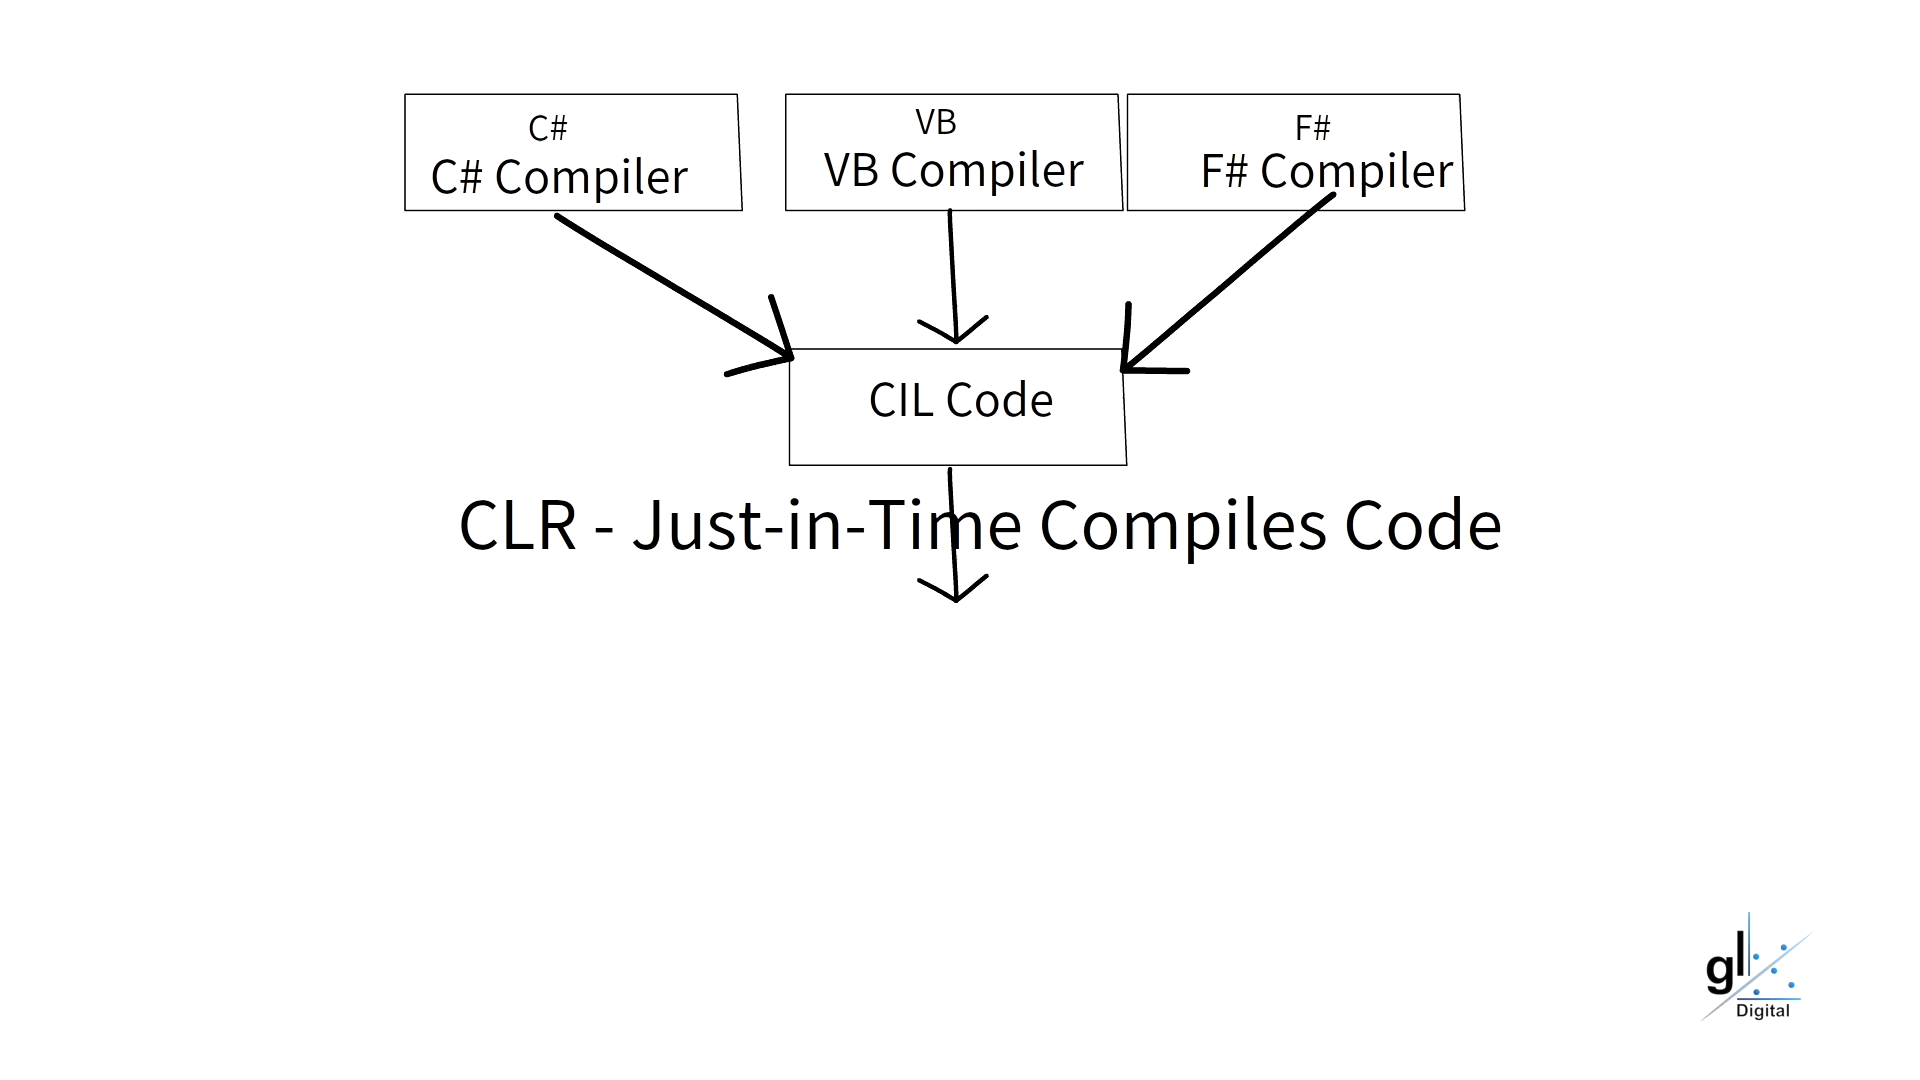 C#
C# Compiler
VB
VB Compiler
F#
F# Compiler
CIL Code
CLR - Just-in-Time Compiles Code
gl
Digital